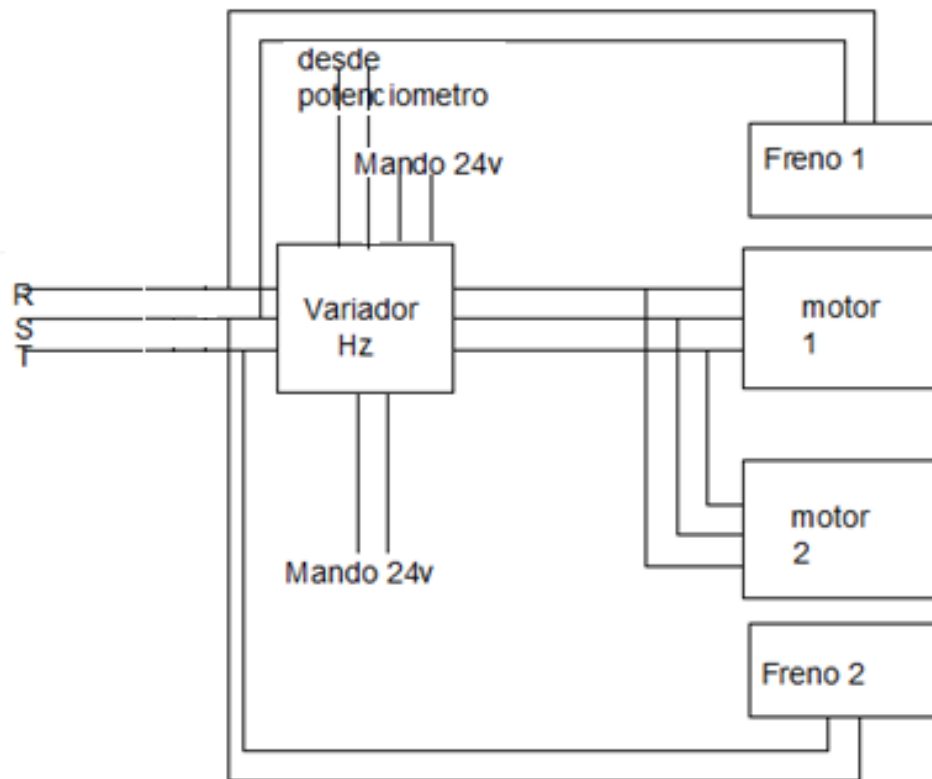 desde
potenciometro
Mando 24v
Freno 1
R
S
T
Variador
Hz
motor
1
motor
2
Mando 24v
Freno 2